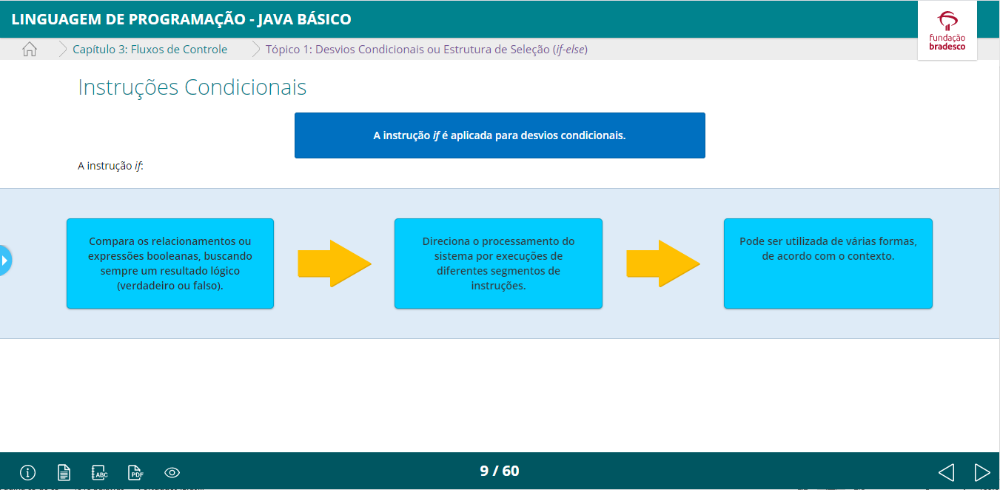 LINGUAGEM DE PROGRAMAÇÃO - JAVA BÁSICO
fundação
bradesco
Capítulo 3: Fluxos de Controle
Tópico 1: Desvios Condicionais ou Estrutura de Seleção (if-else)
Instruções Condicionais
A instrução if é aplicada para desvios condicionais.
A instrução if:
Compara os relacionamentos ou
expressões booleanas, buscando
sempre um resultado lógico
(verdadeiro ou falso).
Direciona o processamento do
sistema por execuções de
diferentes segmentos de
instruções.
Pode ser utilizada de várias formas,
de acordo com o contexto.
ABC
PDF
9 / 60